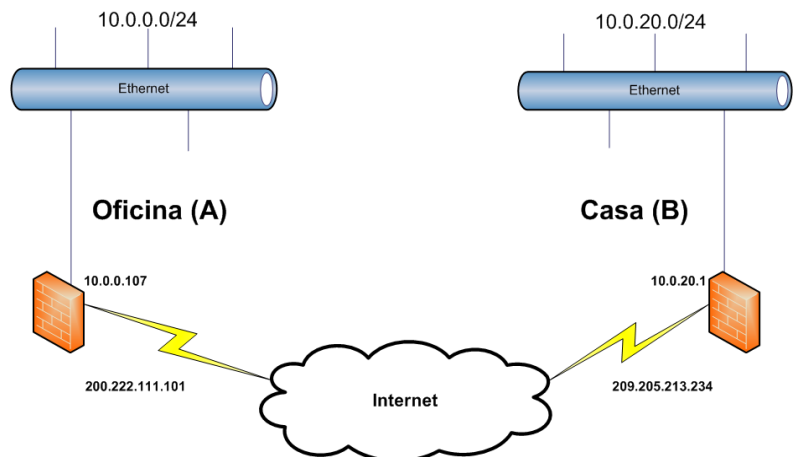 10.0.0.0/24
10.0.20.0/24
Ethernet
Ethernet
Oficina (A)
Casa (B)
10.0.0.107
10.0.20.1
200.222.111.101
Internet
209.205.213.234